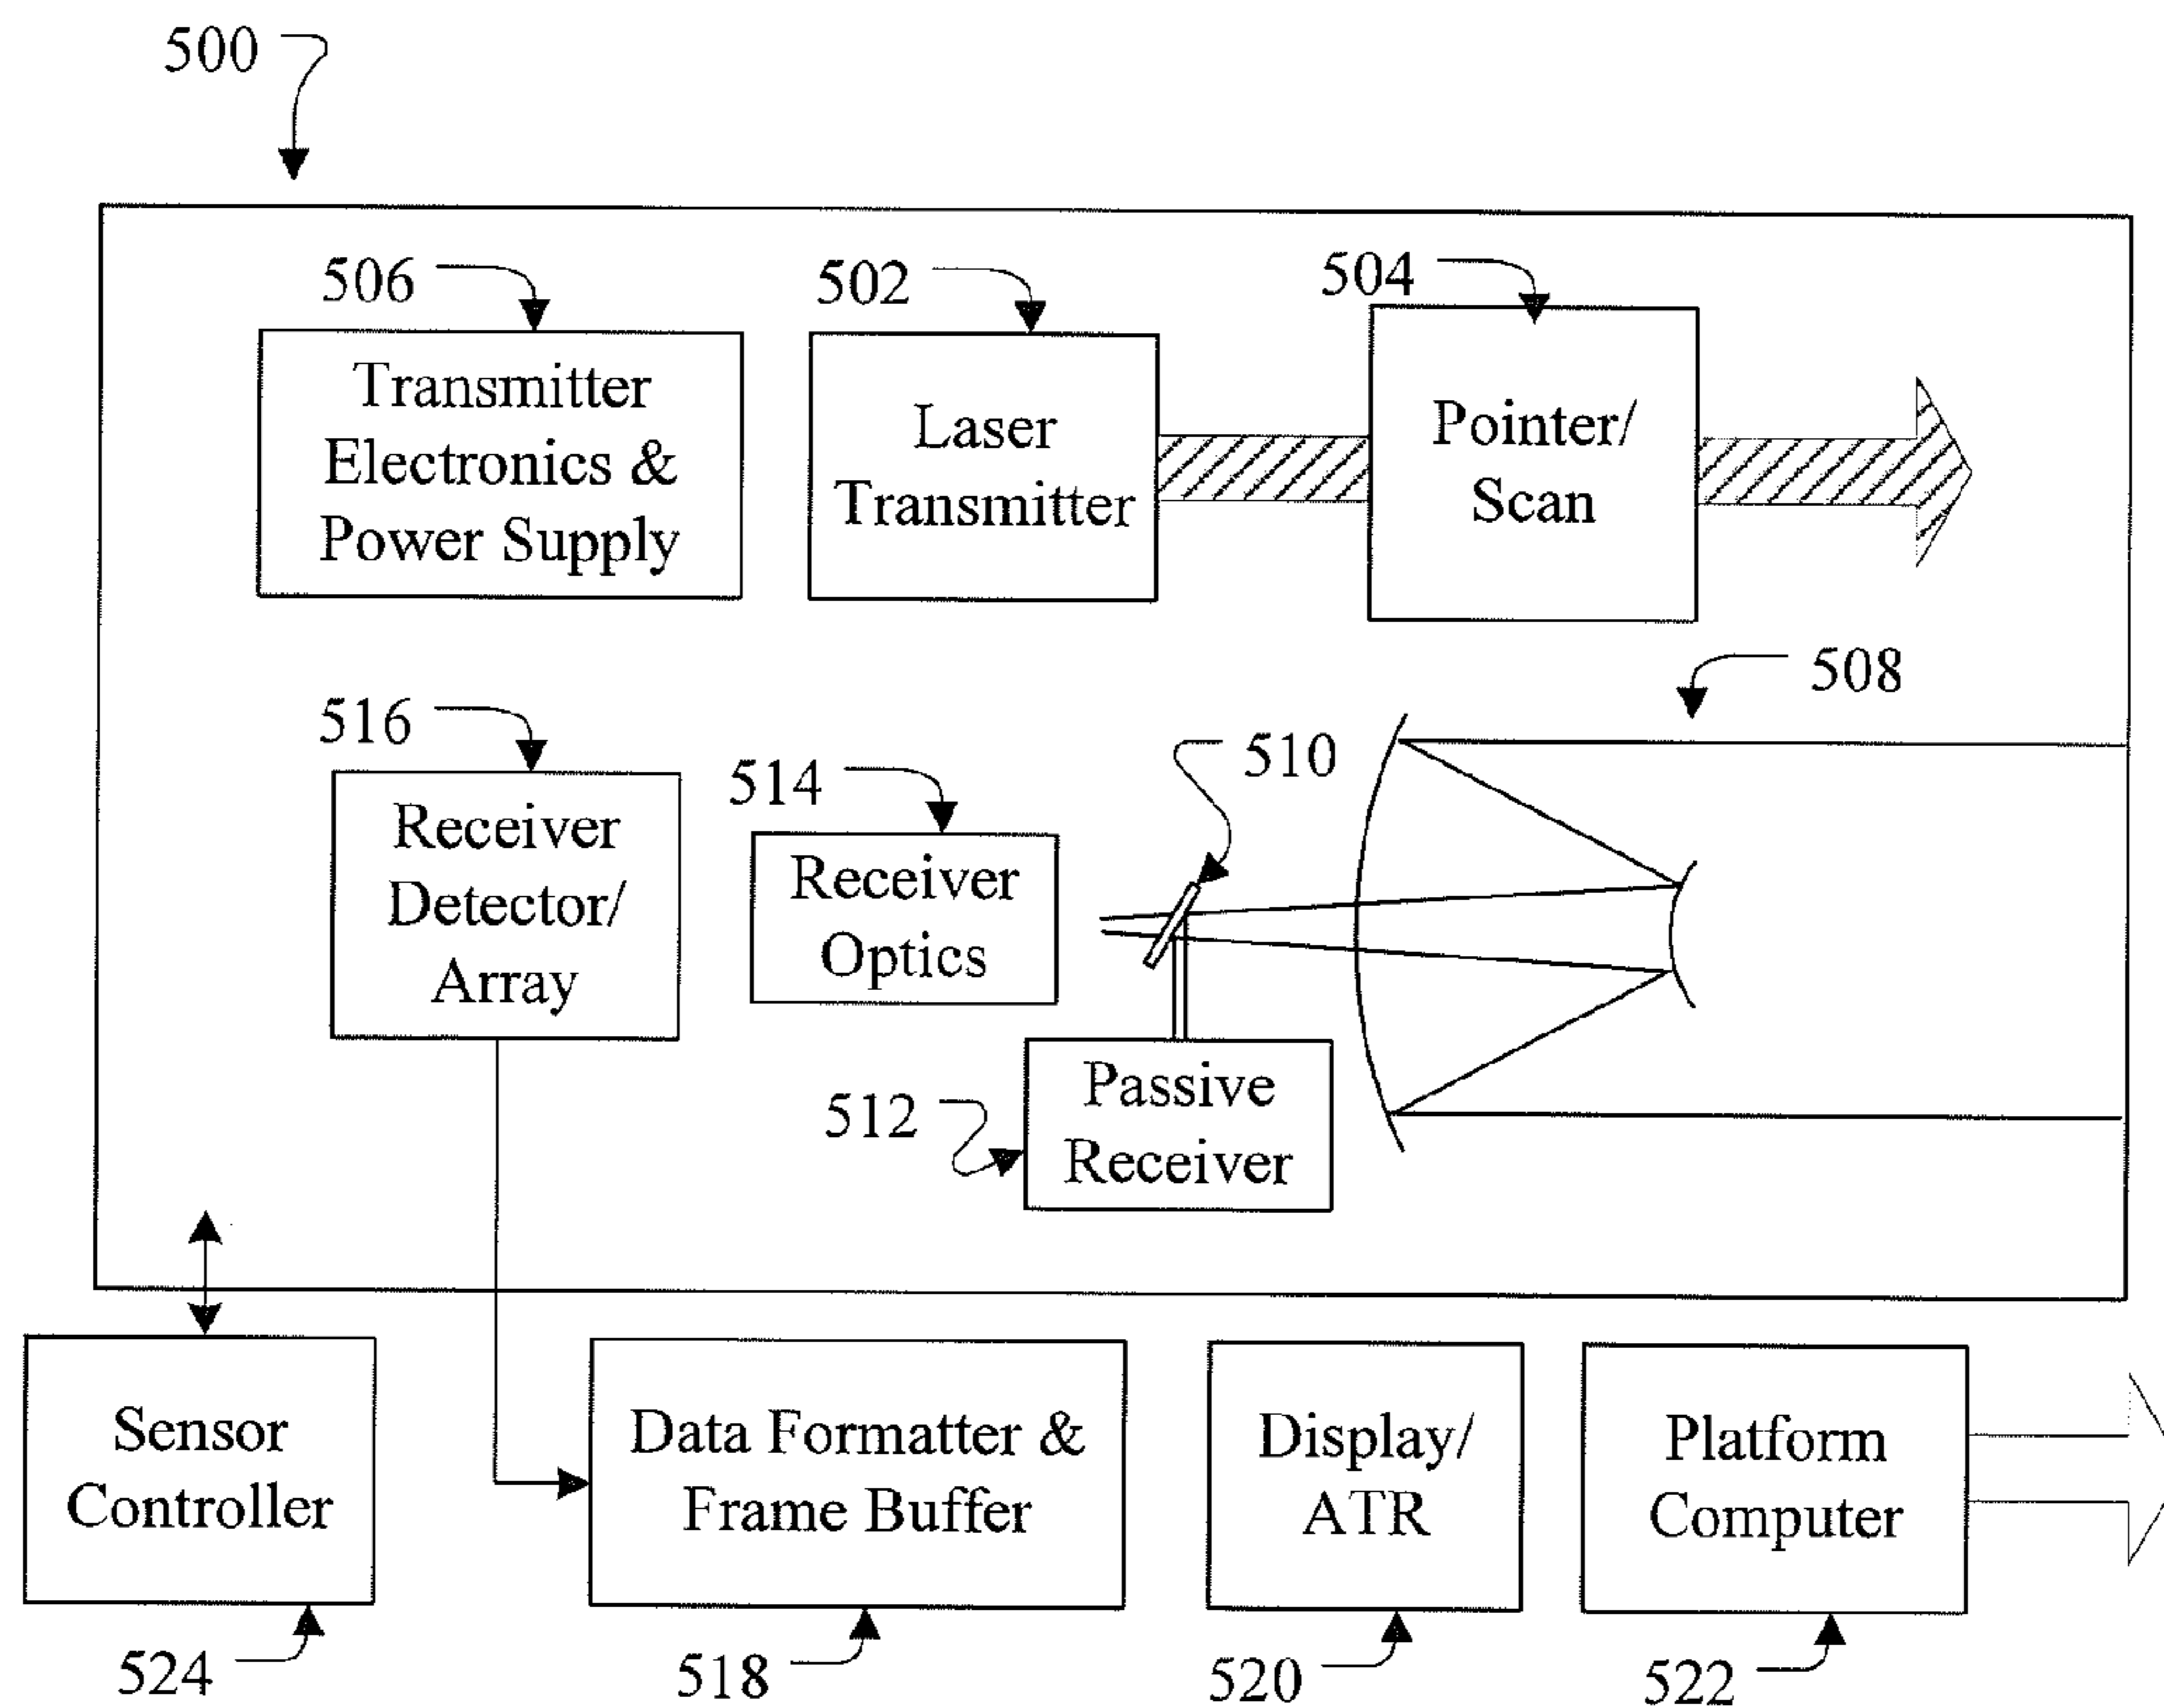 500
506
502
504
Transmitter
Electronics &
Power Supply
Laser
Transmitter
Pointer/
Scan
508
516
514
510
Receiver
Detector/
Array
Receiver
Optics
512
Passive
Receiver
Sensor
Controller
Data Formatter &
Frame Buffer
Display/
ATR
Platform
Computer
524
518
520
522